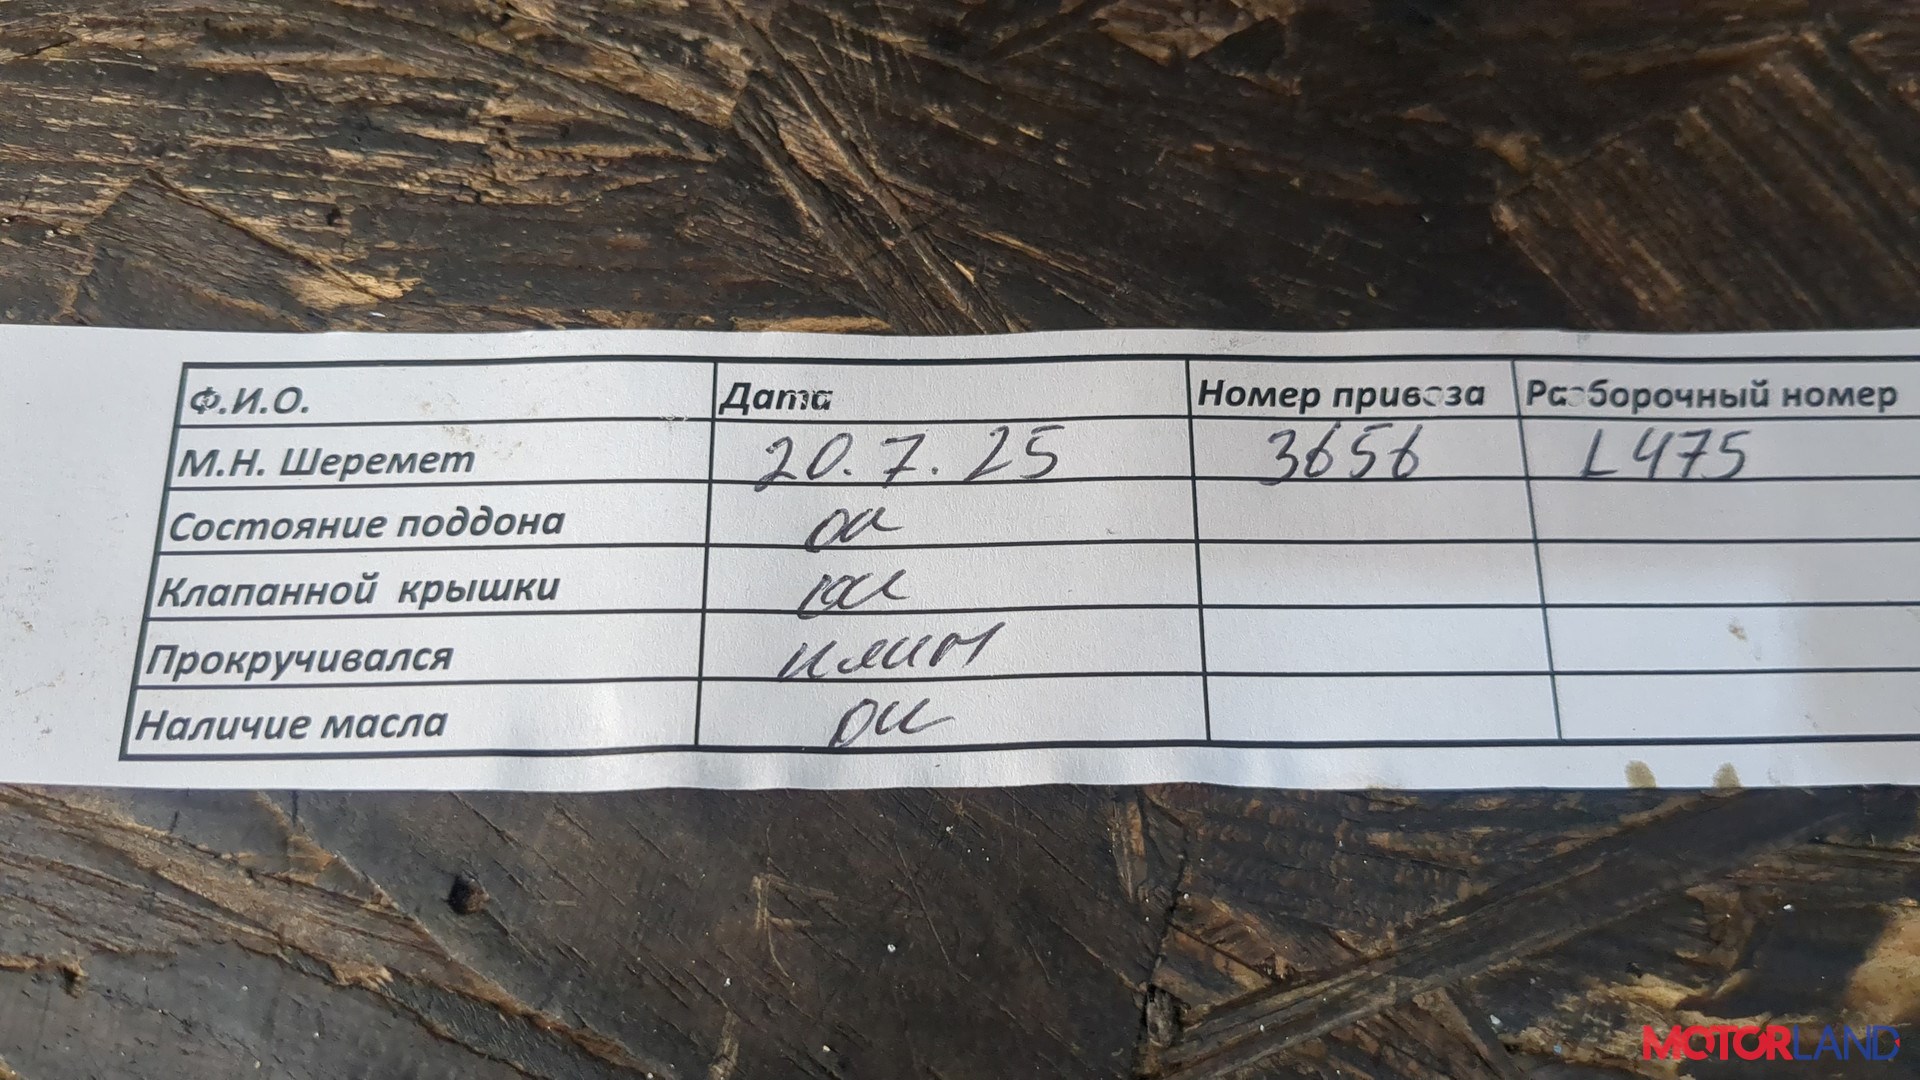 Ф.И.О. Дата Номер привоза Разборочный номер
М.Н. Шеремет 20.7.25 3656 L475
Состояние поддона ок
Клапанной крышки ок
Прокручивался клин
Наличие масла ок
MOTORLAND